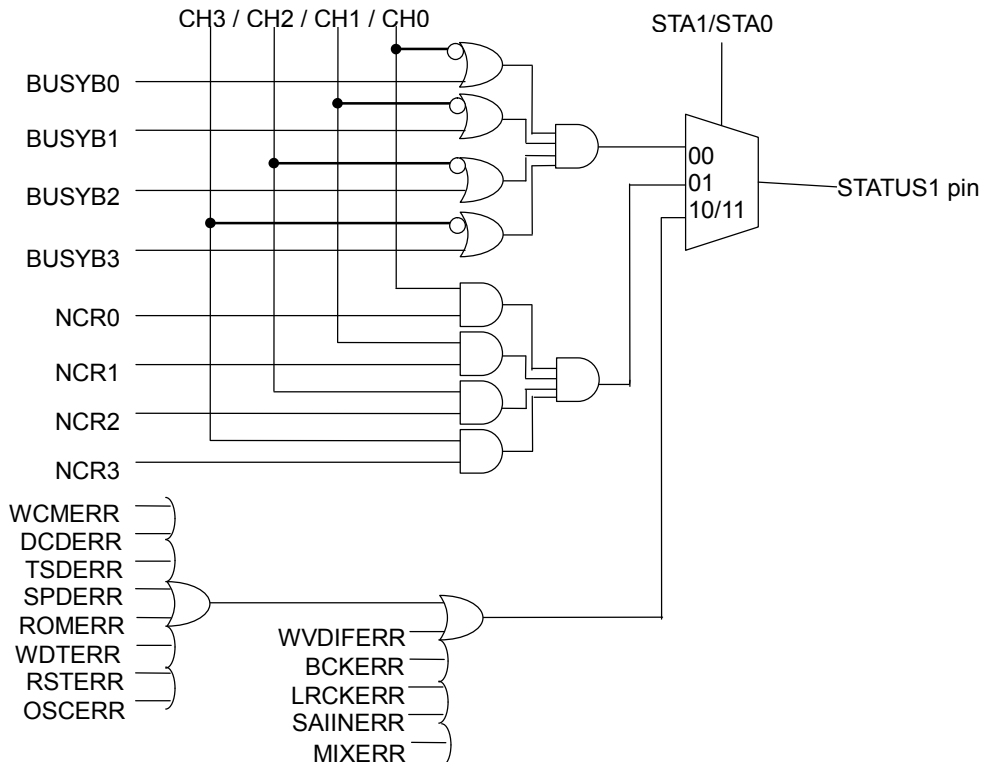 CH3 / CH2 / CH1 / CH0
STA1/STA0
BUSYB0
BUSYB1
BUSYB2
BUSYB3
00
01
10/11
STATUS1 pin
NCR0
NCR1
NCR2
NCR3
WCMERR
DCDERR
TSDERR
SPDERR
ROMERR
WDTERR
RSTERR
OSCERR
WVDIFERR
BCKERR
LRCKERR
SAIINERR
MIXERR